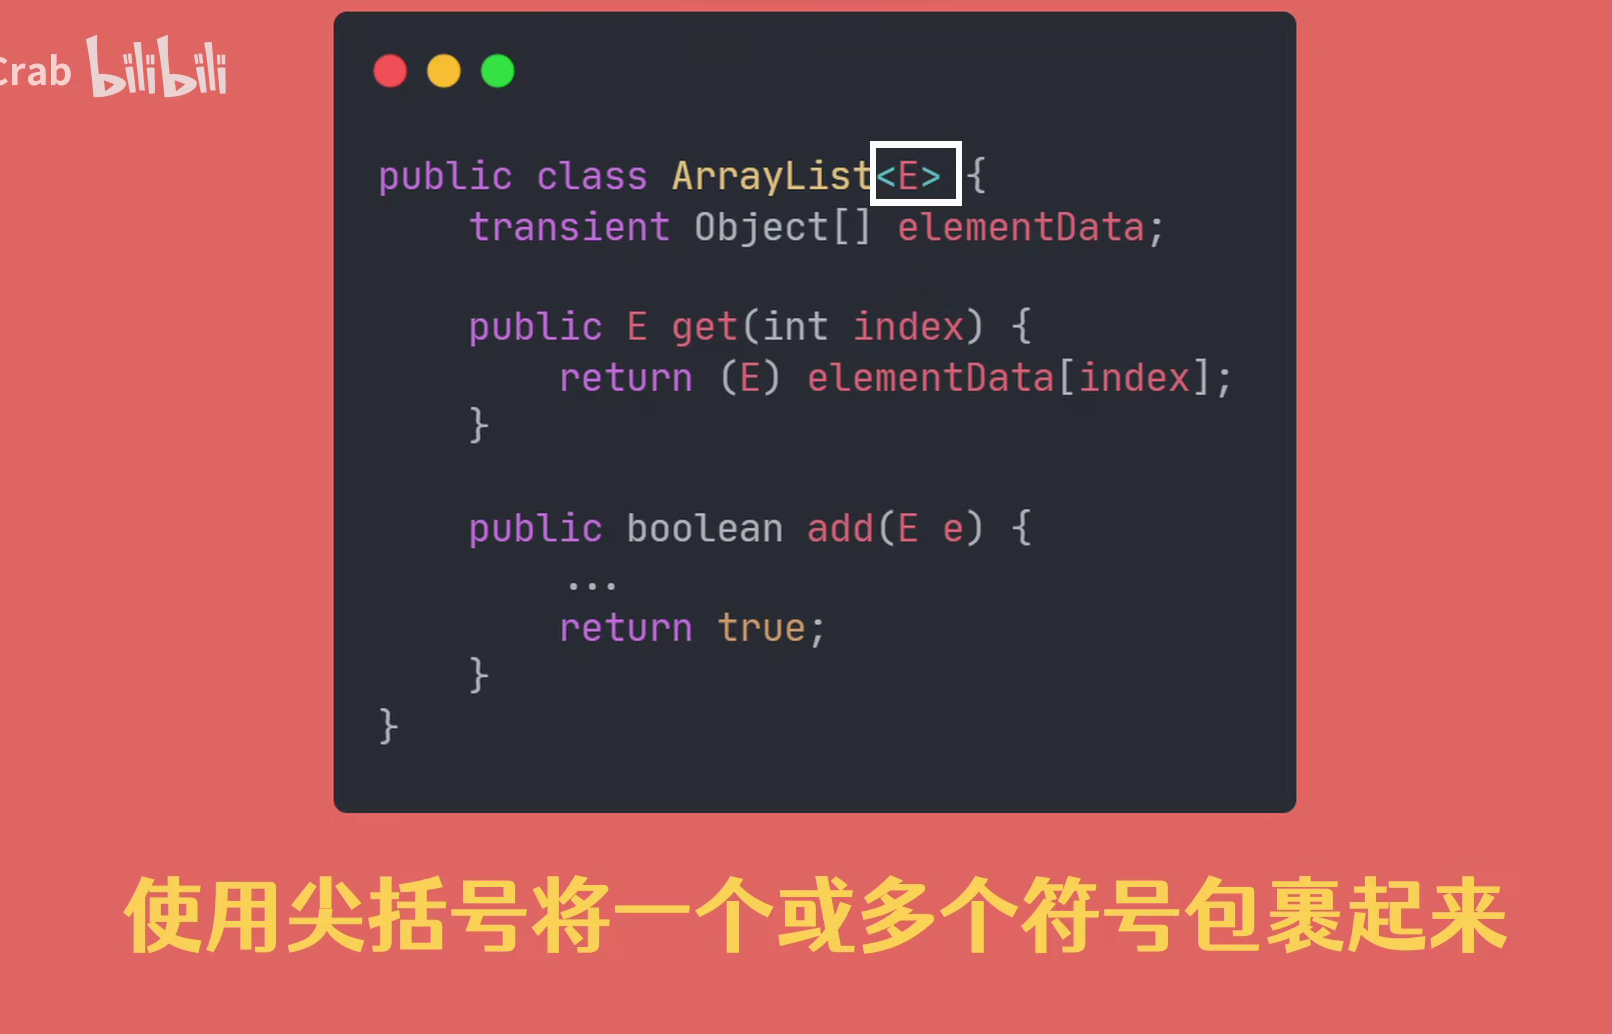 Crab bilibili
public class ArrayList<E> {
transient Object[] elementData;
public E get(int index) {
return (E) elementData[index];
}
public boolean add(E e) {
...
return true;
}
}
使用尖括号将一个或多个符号包裹起来